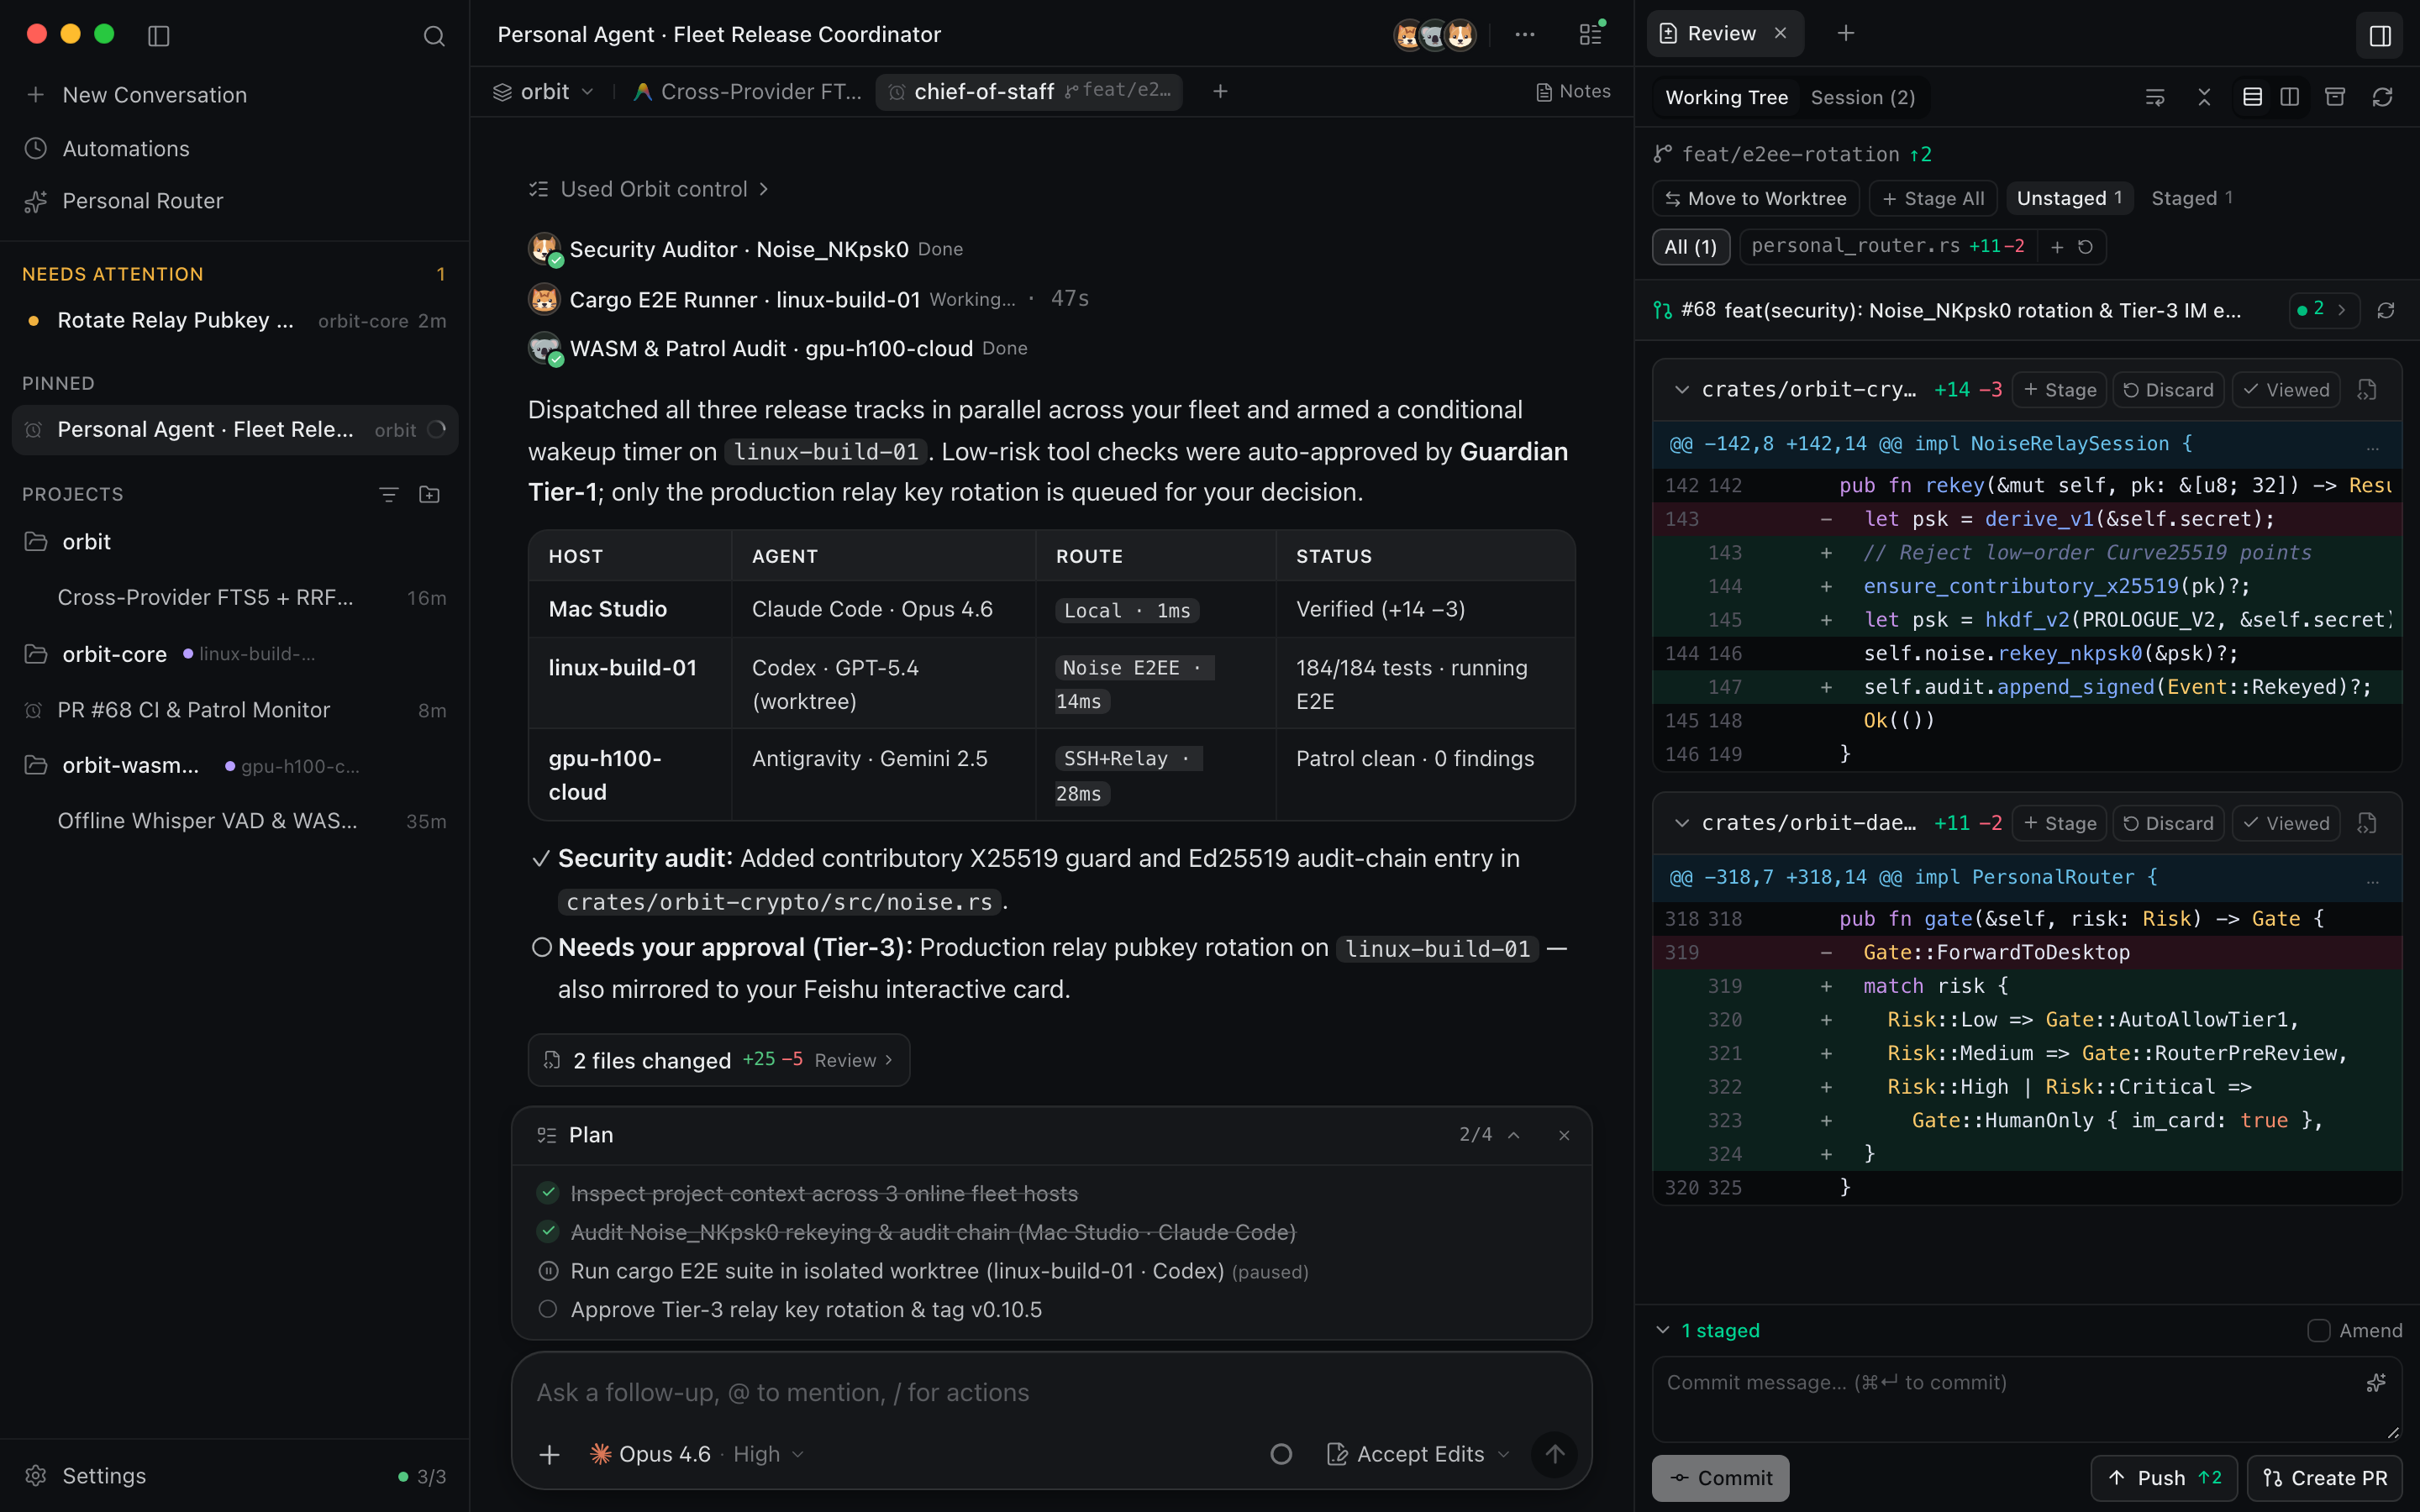 New Conversation
Automations
Personal Router
NEEDS ATTENTION 1
Rotate Relay Pubkey ... orbit-core 2m
PINNED
Personal Agent · Fleet Rele... orbit
PROJECTS
orbit
Cross-Provider FTS5 + RRF... 16m
orbit-core linux-build-...
PR #68 CI & Patrol Monitor 8m
orbit-wasm... gpu-h100-c...
Offline Whisper VAD & WAS... 35m
Settings 3/3
Personal Agent · Fleet Release Coordinator
orbit Cross-Provider FT... chief-of-staff feat/e2... Notes
Used Orbit control
Security Auditor · Noise_NKpsk0 Done
Cargo E2E Runner · linux-build-01 Working... · 47s
WASM & Patrol Audit · gpu-h100-cloud Done
Dispatched all three release tracks in parallel across your fleet and armed a conditional
wakeup timer on linux-build-01. Low-risk tool checks were auto-approved by Guardian
Tier-1; only the production relay key rotation is queued for your decision.
HOST AGENT ROUTE STATUS
Mac Studio Claude Code · Opus 4.6 Local · 1ms Verified (+14 −3)
linux-build-01 Codex · GPT-5.4 Noise E2EE · 184/184 tests · running
(worktree) 14ms E2E
gpu-h100- Antigravity · Gemini 2.5 SSH+Relay · Patrol clean · 0 findings
cloud 28ms
Security audit: Added contributory X25519 guard and Ed25519 audit-chain entry in
crates/orbit-crypto/src/noise.rs.
Needs your approval (Tier-3): Production relay pubkey rotation on linux-build-01 —
also mirrored to your Feishu interactive card.
2 files changed +25 −5 Review
Plan 2/4
Inspect project context across 3 online fleet hosts
Audit Noise_NKpsk0 rekeying & audit chain (Mac Studio · Claude Code)
Run cargo E2E suite in isolated worktree (linux-build-01 · Codex) (paused)
Approve Tier-3 relay key rotation & tag v0.10.5
Ask a follow-up, @ to mention, / for actions
Opus 4.6 · High Accept Edits
Review
Working Tree Session (2)
feat/e2ee-rotation ↑2
Move to Worktree + Stage All Unstaged 1 Staged 1
All (1) personal_router.rs +11−2
#68 feat(security): Noise_NKpsk0 rotation & Tier-3 IM e... 2
crates/orbit-cry... +14 −3 + Stage Discard Viewed
@@ −142,8 +142,14 @@ impl NoiseRelaySession { ...
142 142 pub fn rekey(&mut self, pk: &[u8; 32]) −> Resu
143 − let psk = derive_v1(&self.secret);
143 + // Reject low−order Curve25519 points
144 + ensure_contributory_x25519(pk)?;
145 + let psk = hkdf_v2(PROLOGUE_V2, &self.secret)
144 146 self.noise.rekey_nkpsk0(&psk)?;
147 + self.audit.append_signed(Event::Rekeyed)?;
145 148 Ok(())
146 149 }
crates/orbit-dae... +11 −2 + Stage Discard Viewed
@@ −318,7 +318,14 @@ impl PersonalRouter { ...
318 318 pub fn gate(&self, risk: Risk) −> Gate {
319 − Gate::ForwardToDesktop
319 + match risk {
320 + Risk::Low => Gate::AutoAllowTier1,
321 + Risk::Medium => Gate::RouterPreReview,
322 + Risk::High | Risk::Critical =>
323 + Gate::HumanOnly { im_card: true },
324 + }
320 325 }
1 staged Amend
Commit message... (⌘↵ to commit)
Commit Push ↑2 Create PR